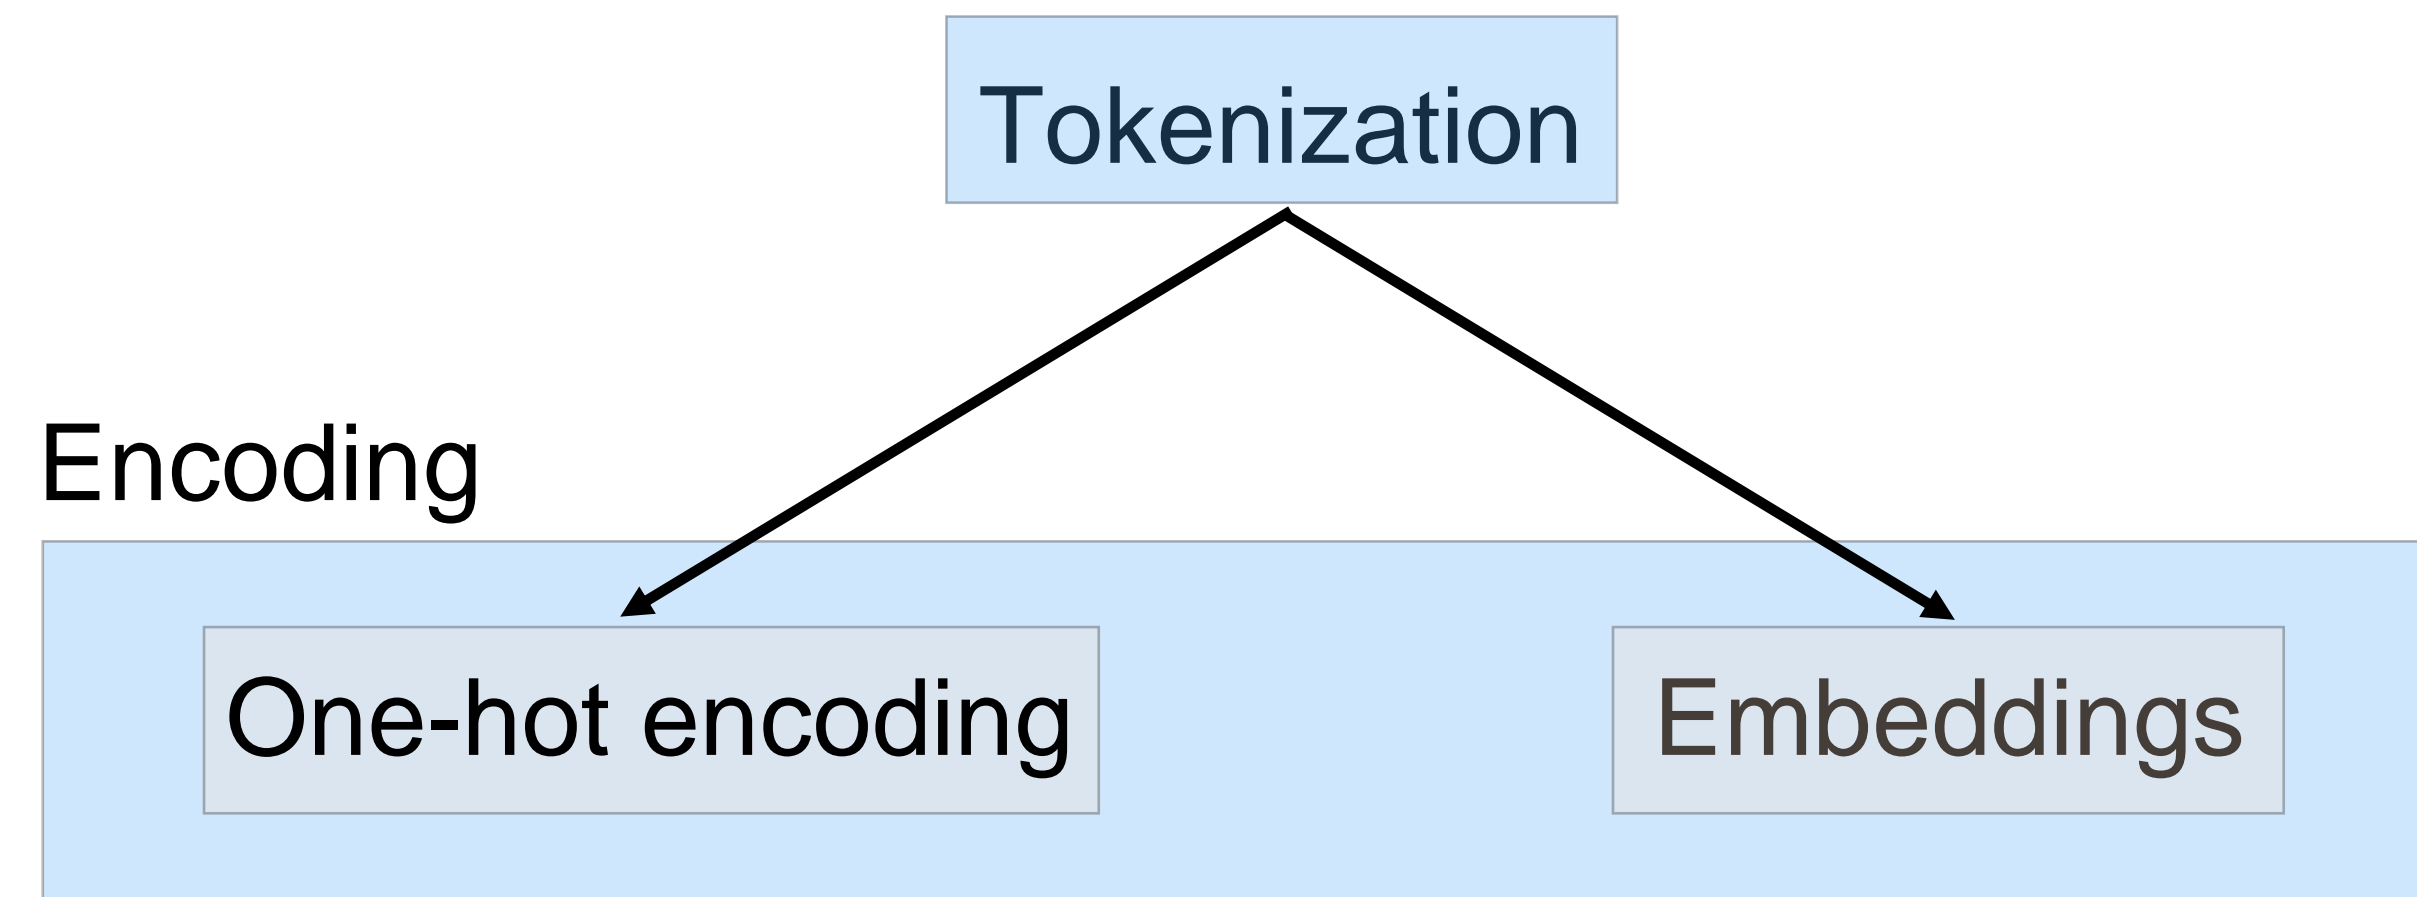 Tokenization
Encoding
One-hot encoding
Embeddings